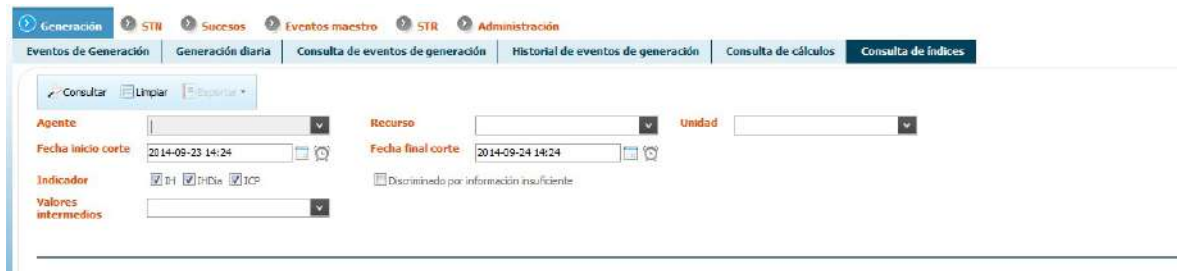 Generación STN Sucesos Eventos maestro STR Administración
Eventos de Generación Generación diaria Consulta de eventos de generación Historial de eventos de generación Consulta de cálculos Consulta de índices
Consultar Limpiar Exportar
Agente Recurso Unidad
Fecha inicio corte 2014-09-23 14:24 Fecha final corte 2014-09-24 14:24
Indicador IH IHDia ICP Discriminado por información insuficiente
Valores
intermedios